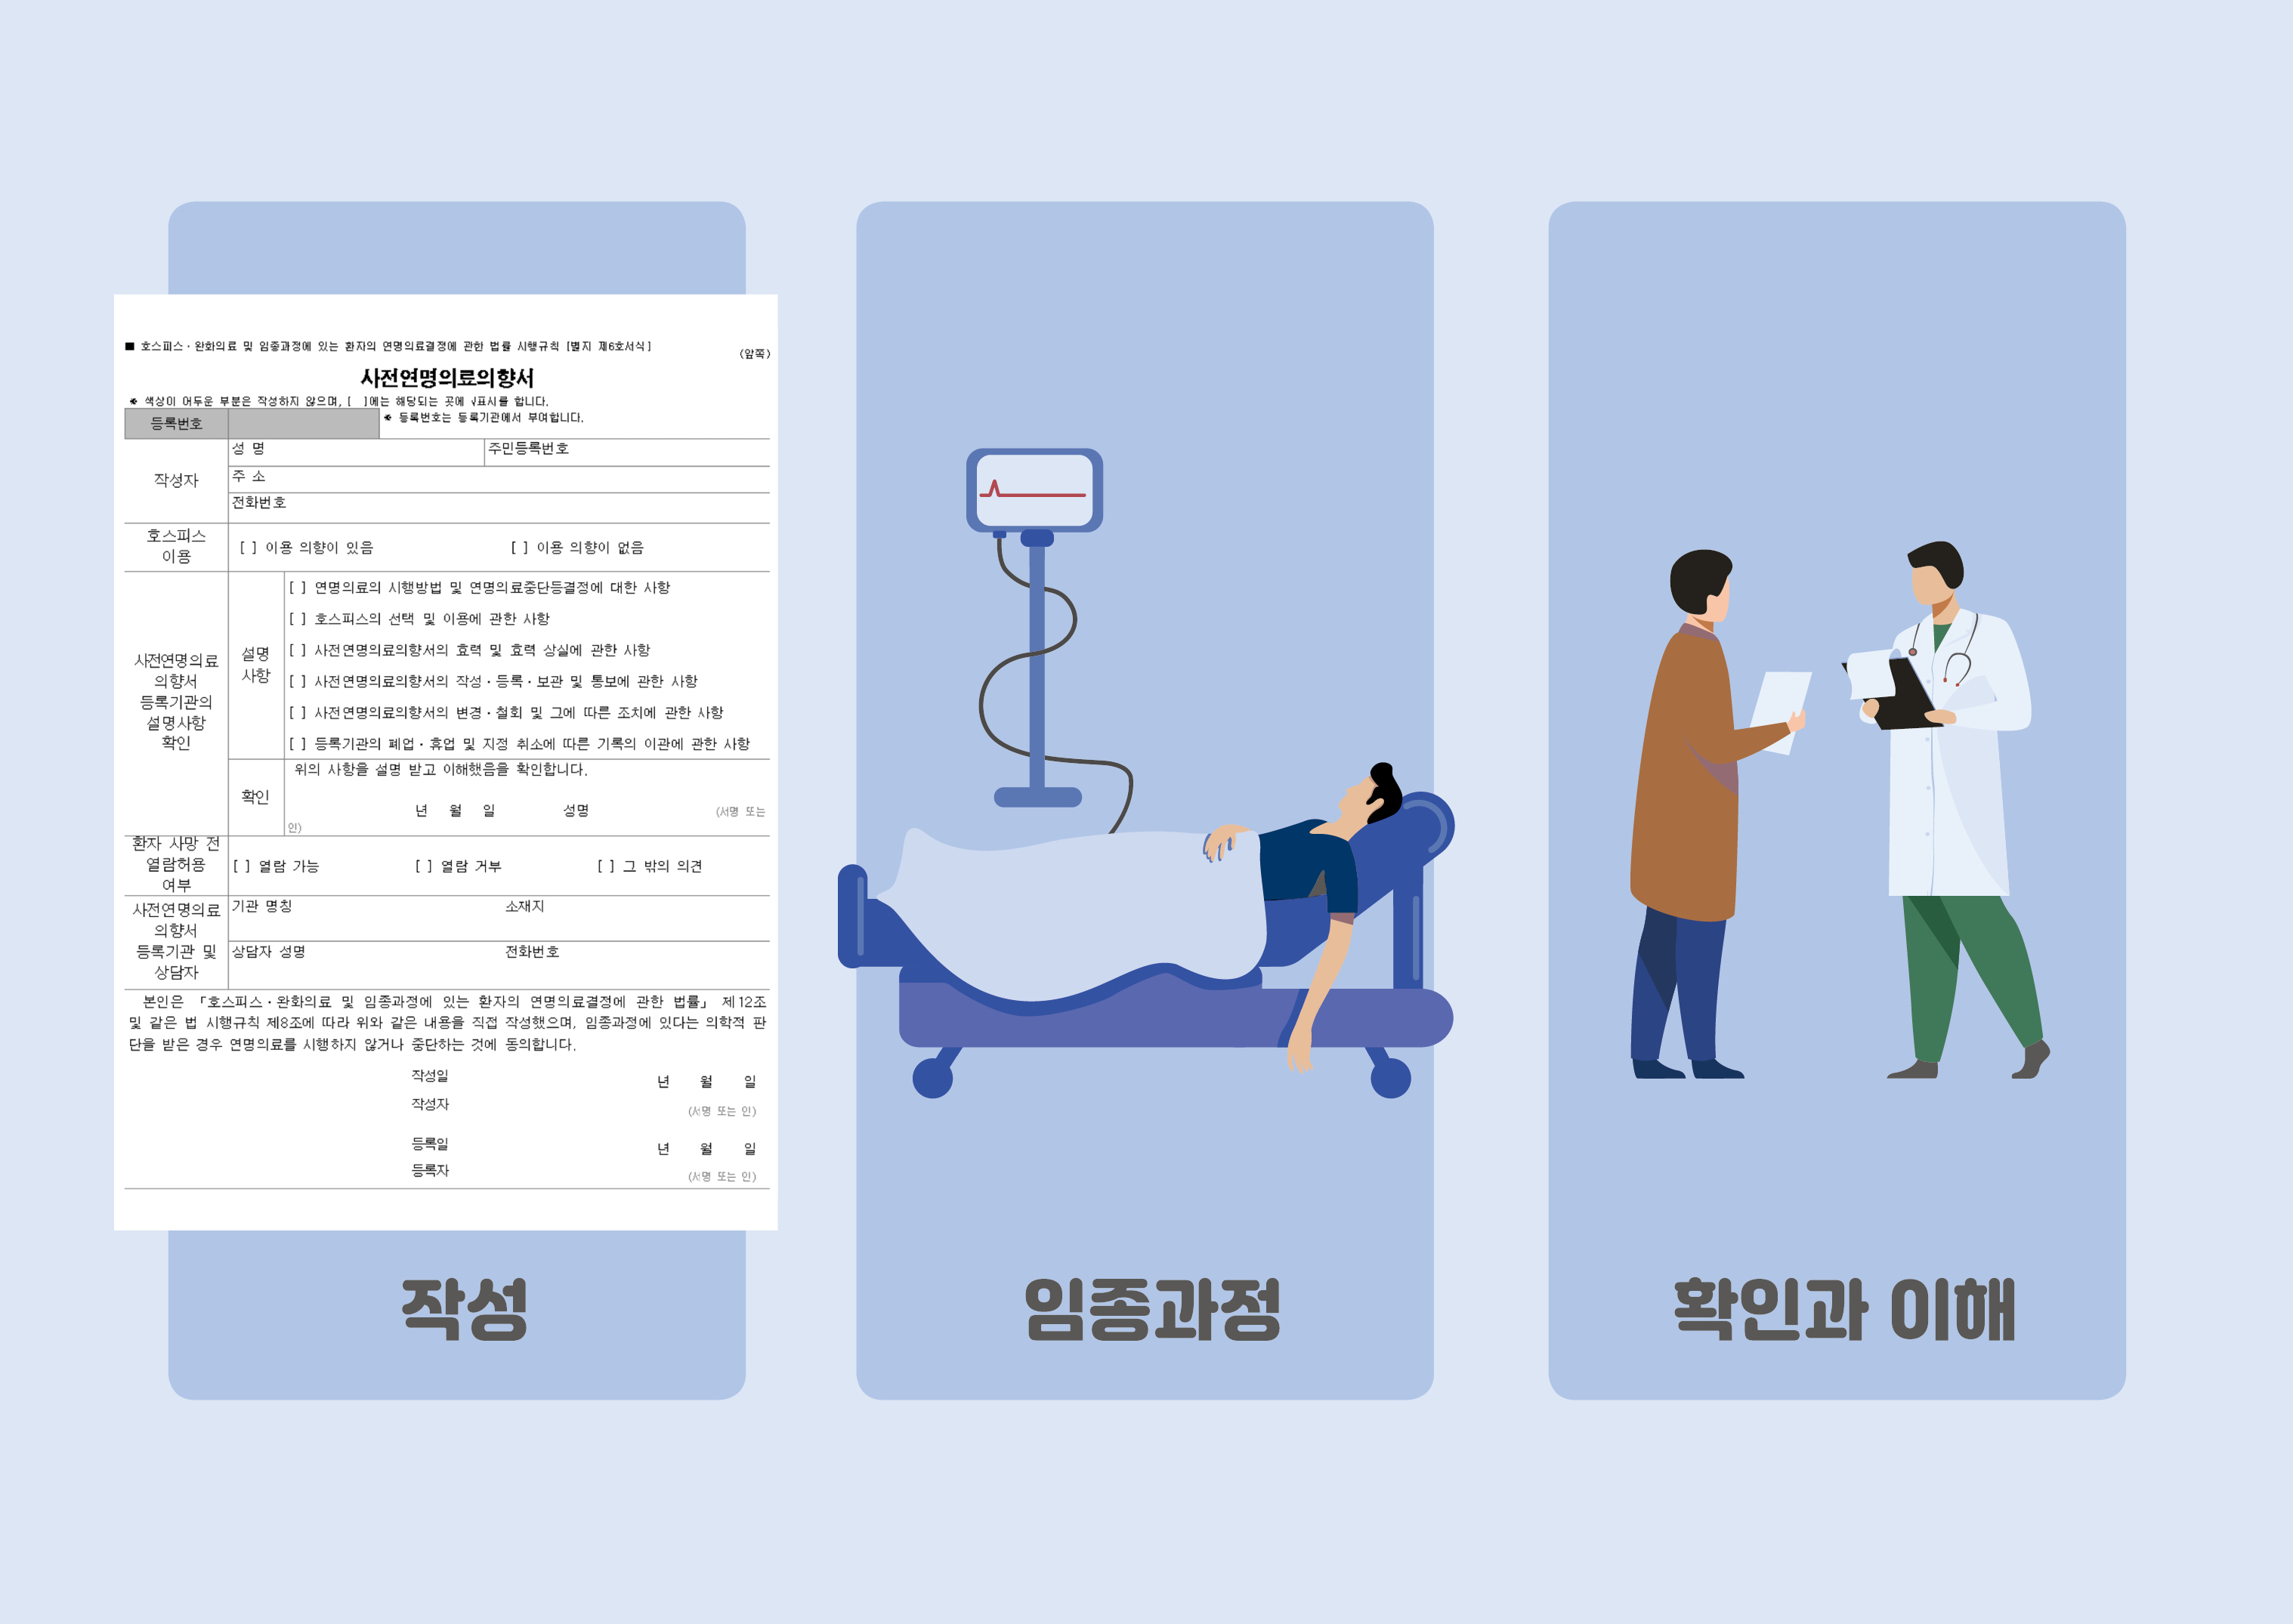 ■ 호스피스·완화의료 및 임종과정에 있는 환자의 연명의료결정에 관한 법률 시행규칙 [별지 제6호서식]
(앞쪽)
사전연명의료의향서
※ 색상이 어두운 부분은 작성하지 않으며, [ ]에는 해당되는 곳에 √표시를 합니다.
등록번호
※ 등록번호는 등록기관에서 부여합니다.
작성자
성 명
주민등록번호
주 소
전화번호
호스피스
이용
[ ] 이용 의향이 있음
[ ] 이용 의향이 없음
사전연명의료
의향서
등록기관의
설명사항
확인
설명
사항
[ ] 연명의료의 시행방법 및 연명의료중단등결정에 대한 사항
[ ] 호스피스의 선택 및 이용에 관한 사항
[ ] 사전연명의료의향서의 효력 및 효력 상실에 관한 사항
[ ] 사전연명의료의향서의 작성·등록·보관 및 통보에 관한 사항
[ ] 사전연명의료의향서의 변경·철회 및 그에 따른 조치에 관한 사항
[ ] 등록기관의 폐업·휴업 및 지정 취소에 따른 기록의 이관에 관한 사항
확인
위의 사항을 설명 받고 이해했음을 확인합니다.
년 월 일 성명 (서명 또는
인)
환자 사망 전
열람허용
여부
[ ] 열람 가능
[ ] 열람 거부
[ ] 그 밖의 의견
사전연명의료
의향서
등록기관 및
상담자
기관 명칭
소재지
상담자 성명
전화번호
본인은 「호스피스·완화의료 및 임종과정에 있는 환자의 연명의료결정에 관한 법률」 제12조
및 같은 법 시행규칙 제8조에 따라 위와 같은 내용을 직접 작성했으며, 임종과정에 있다는 의학적 판
단을 받은 경우 연명의료를 시행하지 않거나 중단하는 것에 동의합니다.
작성일 년 월 일
작성자 (서명 또는 인)
등록일 년 월 일
등록자 (서명 또는 인)
작성
임종과정
확인과 이해